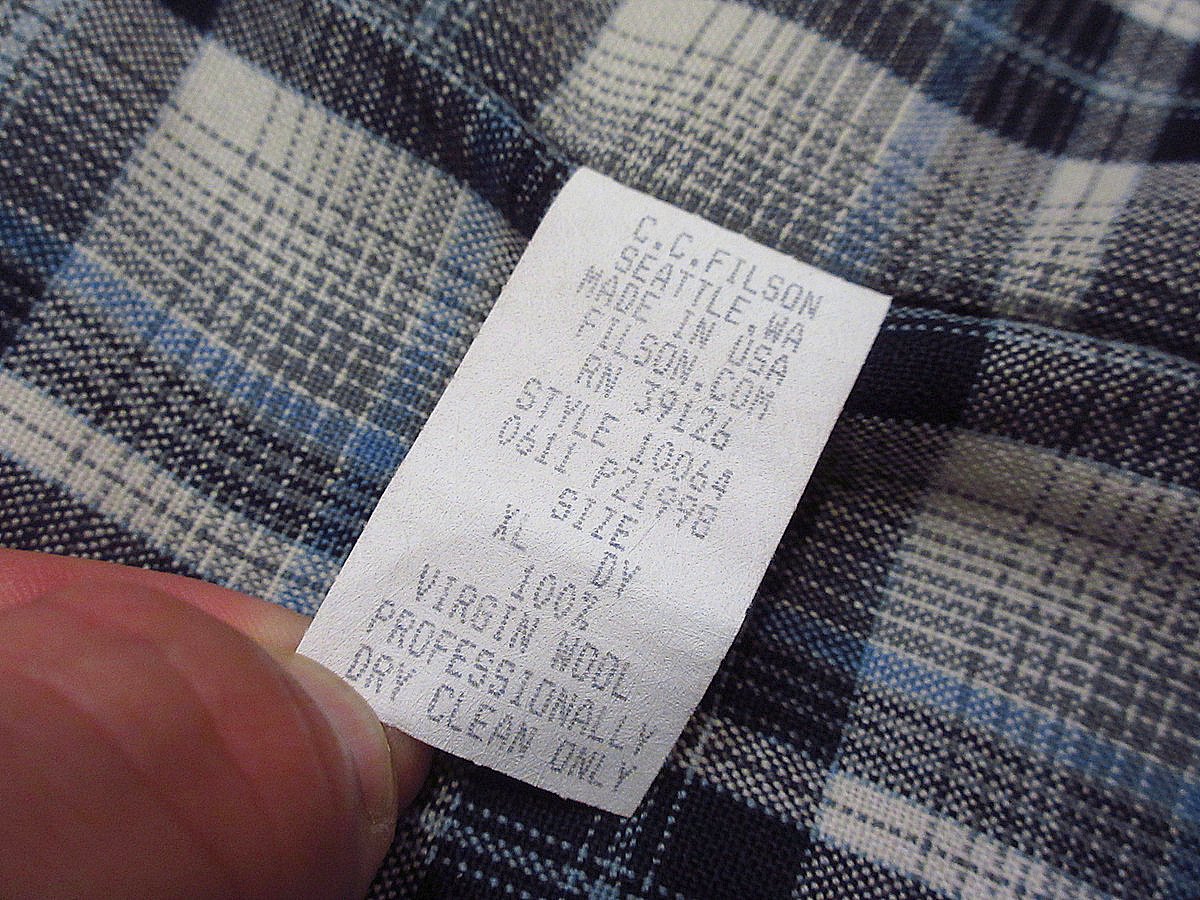 C.C.FILSON
SEATTLE.WA
MADE IN USA
FILSON.COM
RN 39126
STYLE 10064
0611 PZ1998
SIZE
XL DY
100%
VIRGIN WOOL
PROFESSIONALLY
DRY CLEAN ONLY